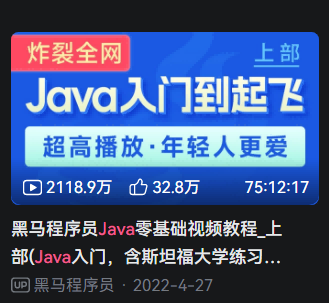 炸裂全网
上部
Java入门到起飞
超高播放·年轻人更爱
2118.9万 32.8万 75:12:17
黑马程序员Java零基础视频教程_上
部(Java入门，含斯坦福大学练习...
UP 黑马程序员 · 2022-4-27